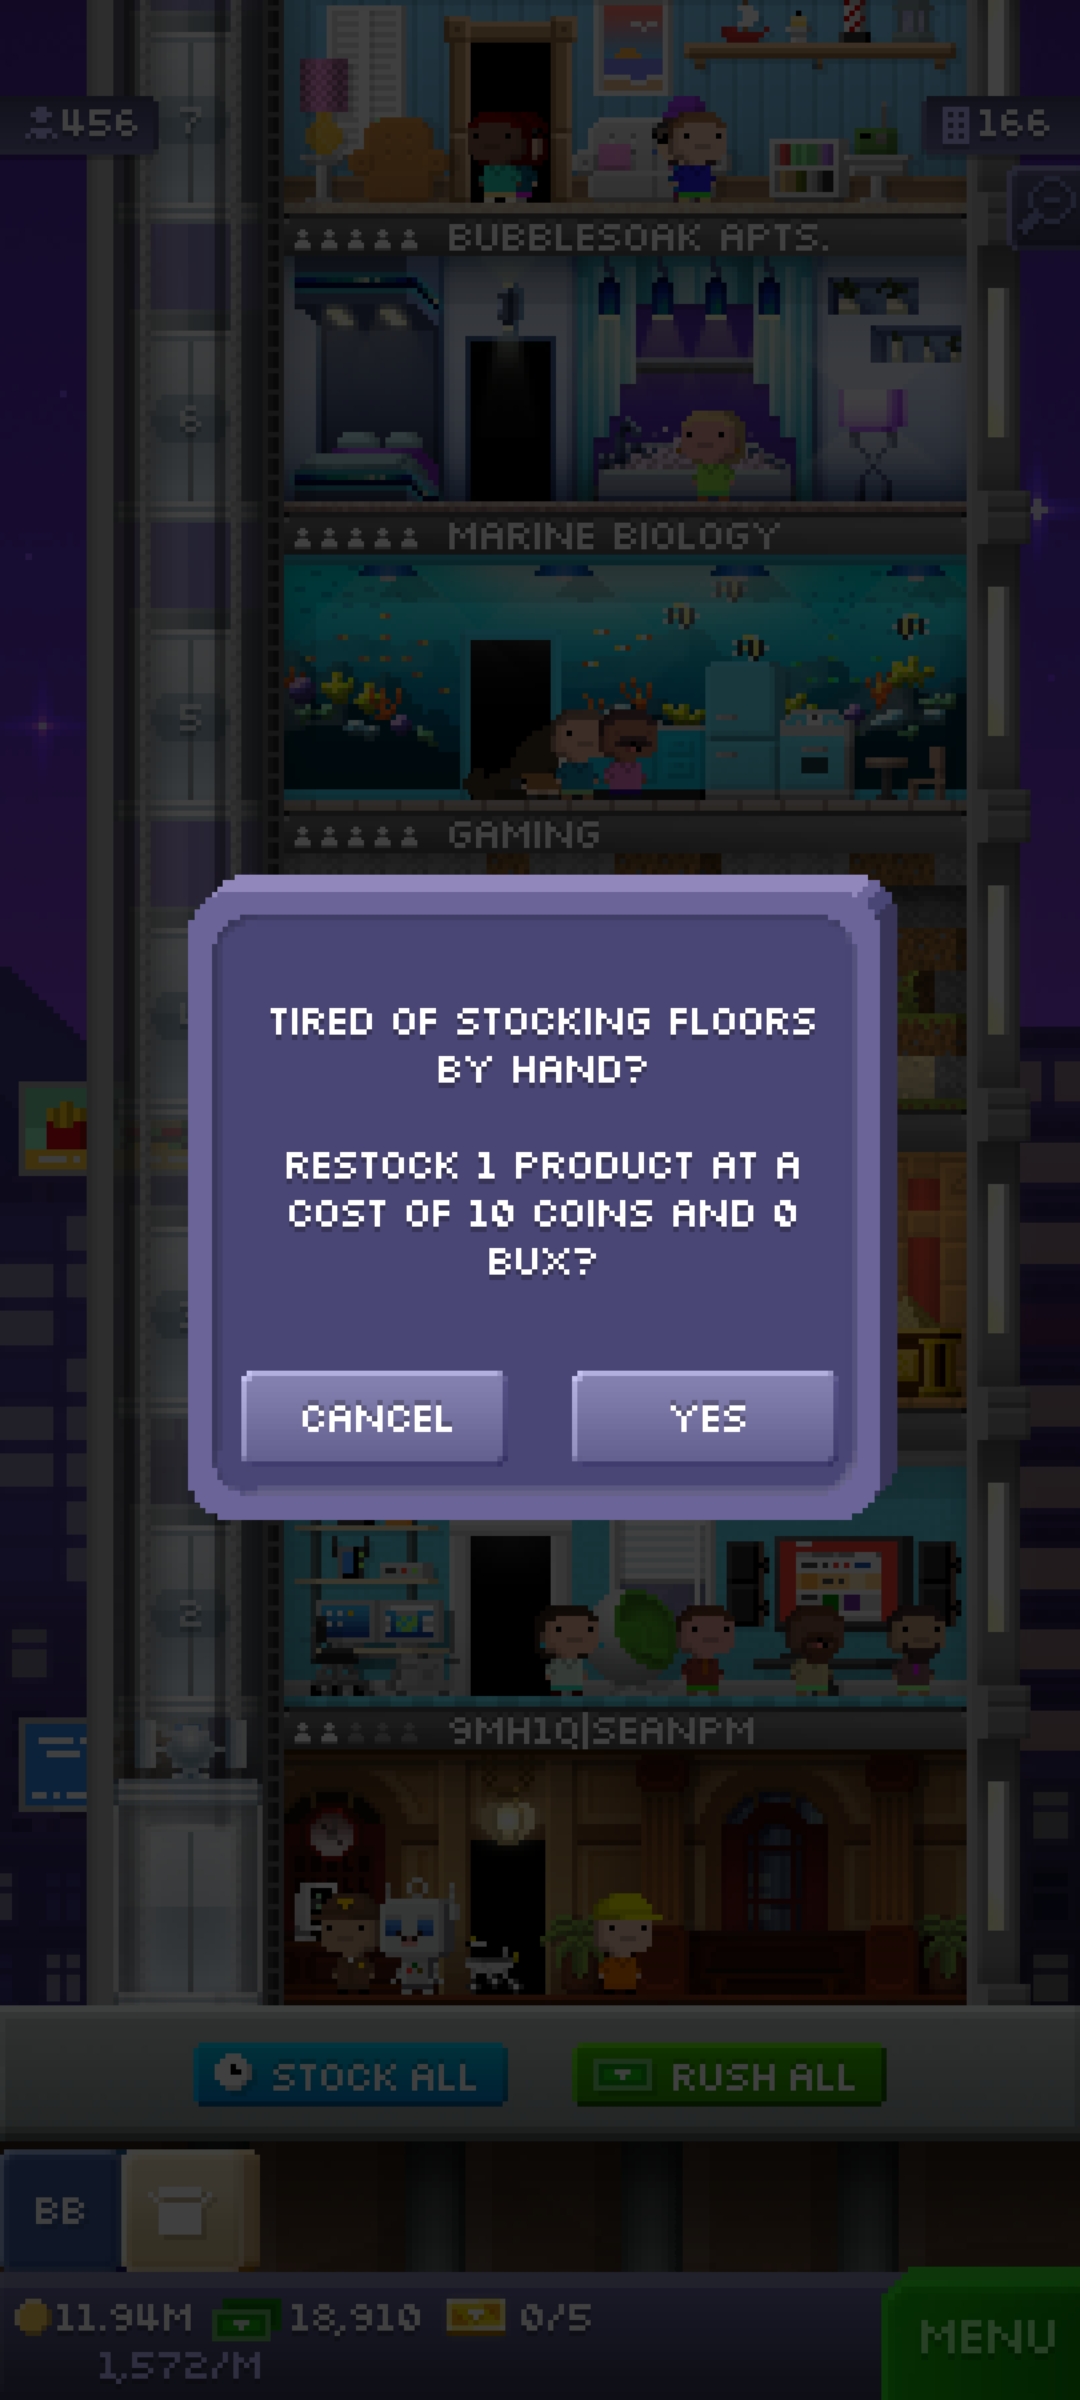 456
7
166
BUBBLESOAK APTS.
6
MARINE BIOLOGY
5
GAMING
TIRED OF STOCKING FLOORS
BY HAND?
RESTOCK 1 PRODUCT AT A
COST OF 10 COINS AND 0
BUX?
CANCEL
YES
2
9MH1Q|SEANPM
STOCK ALL
RUSH ALL
BB
11.94M
18,910
0/5
1,572/M
MENU